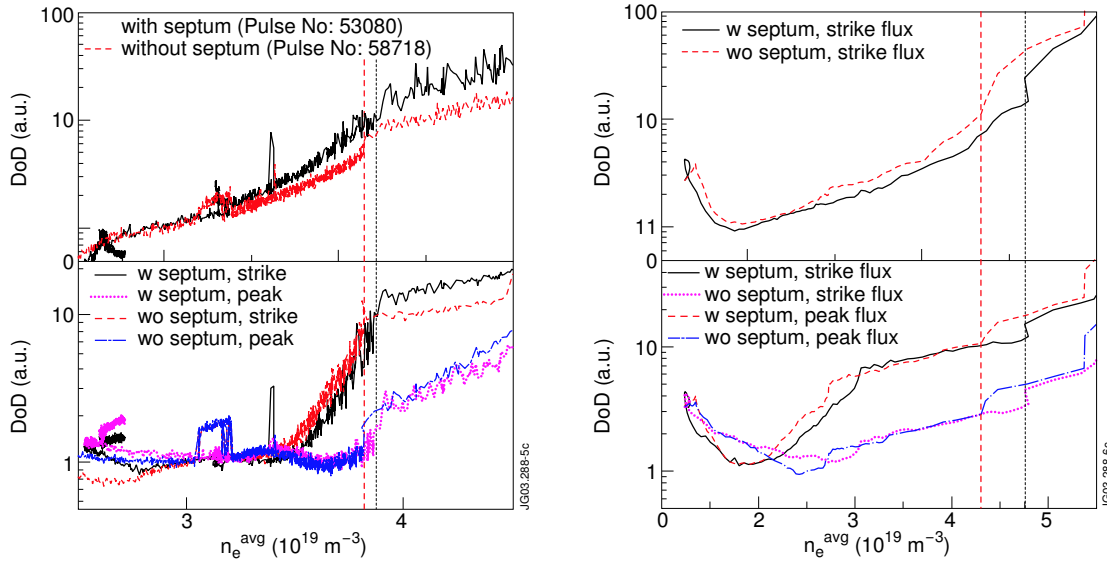 100
with septum (Pulse No: 53080)
without septum (Pulse No: 58718)
10
DoD (a.u.)
0
w septum, strike
w septum, peak
wo septum, strike
wo septum, peak
10
DoD (a.u.)
1
3
4
n_e^avg (10^19 m^-3)
JG03.288-5c
100
w septum, strike flux
wo septum, strike flux
10
DoD (a.u.)
11
0
w septum, strike flux
wo septum, strike flux
w septum, peak flux
wo septum, peak flux
10
DoD (a.u.)
1
0
2
3
4
5
n_e^avg (10^19 m^-3)